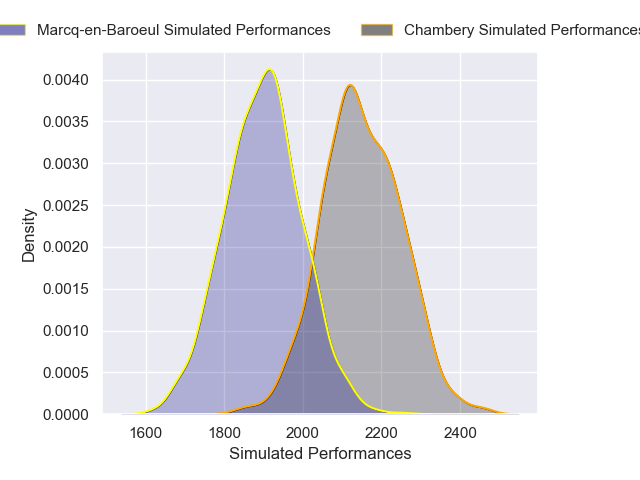 Marcq-en-Baroeul Simulated Performances
Chambery Simulated Performances
0.0040
0.0035
0.0030
0.0025
0.0020
0.0015
0.0010
0.0005
0.0000
Density
1600 1800 2000 2200 2400
Simulated Performances